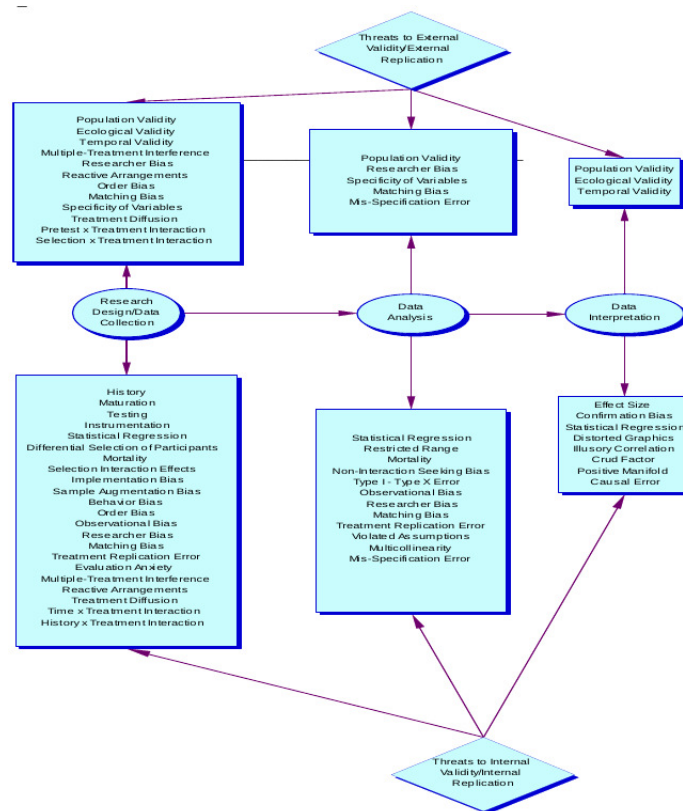 Threats to External
Validity/External
Replication
Population Validity
Ecological Validity
Temporal Validity
Multiple-Treatment Interference
Researcher Bias
Reactive Arrangements
Order Bias
Matching Bias
Specificity of Variables
Treatment Diffusion
Pretest x Treatment Interaction
Selection x Treatment Interaction
Population Validity
Researcher Bias
Specificity of Variables
Matching Bias
Mis-Specification Error
Population Validity
Ecological Validity
Temporal Validity
Research
Design/Data
Collection
Data
Analysis
Data
Interpretation
History
Maturation
Testing
Instrumentation
Statistical Regression
Differential Selection of Participants
Mortality
Selection Interaction Effects
Implementation Bias
Sample Augmentation Bias
Behavior Bias
Order Bias
Observational Bias
Researcher Bias
Matching Bias
Treatment Replication Error
Evaluation Anxiety
Multiple-Treatment Interference
Reactive Arrangements
Treatment Diffusion
Time x Treatment Interaction
History x Treatment Interaction
Statistical Regression
Restricted Range
Mortality
Non-Interaction Seeking Bias
Type I - Type X Error
Observational Bias
Researcher Bias
Matching Bias
Treatment Replication Error
Violated Assumptions
Multicollinearity
Mis-Specification Error
Effect Size
Confirmation Bias
Statistical Regression
Distorted Graphics
Illusory Correlation
Crud Factor
Positive Manifold
Causal Error
Threats to Internal
Validity/Internal
Replication